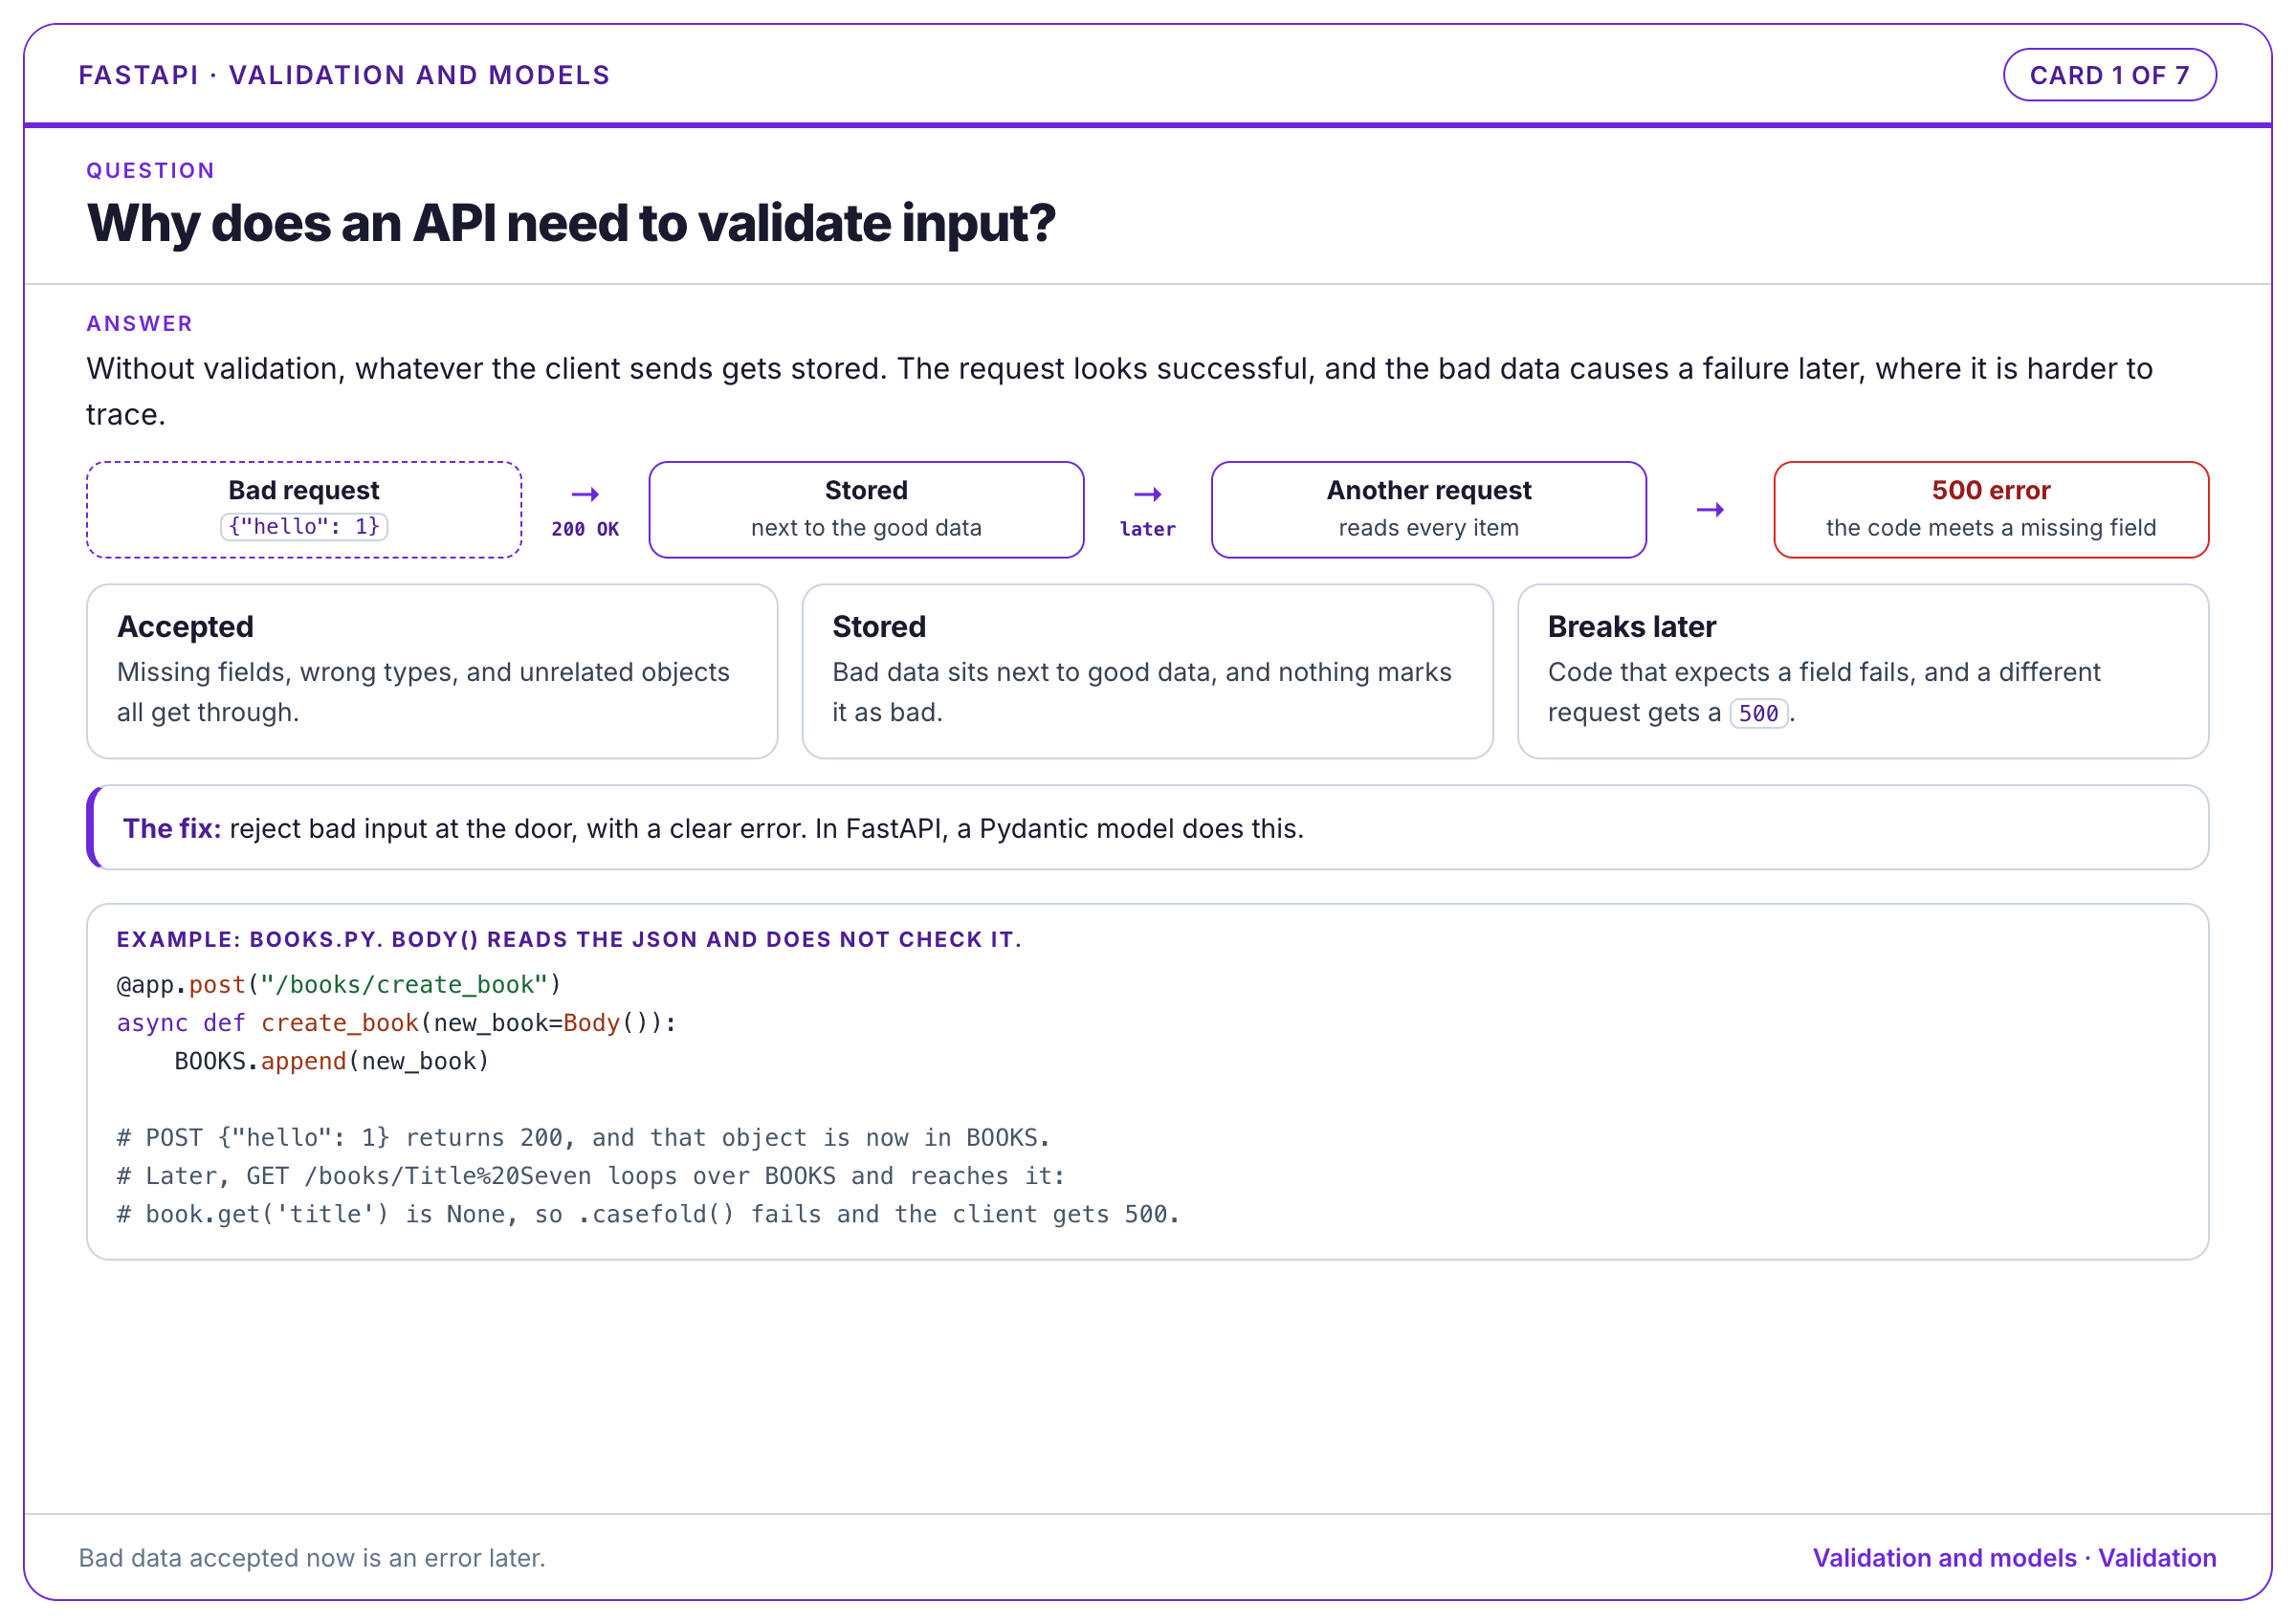 FASTAPI · VALIDATION AND MODELS
CARD 1 OF 7
QUESTION
Why does an API need to validate input?
ANSWER
Without validation, whatever the client sends gets stored. The request looks successful, and the bad data causes a failure later, where it is harder to
trace.
Bad request
{"hello": 1}
→
200 OK
Stored
next to the good data
→
later
Another request
reads every item
→
500 error
the code meets a missing field
Accepted
Missing fields, wrong types, and unrelated objects
all get through.
Stored
Bad data sits next to good data, and nothing marks
it as bad.
Breaks later
Code that expects a field fails, and a different
request gets a 500.
The fix: reject bad input at the door, with a clear error. In FastAPI, a Pydantic model does this.
EXAMPLE: BOOKS.PY. BODY() READS THE JSON AND DOES NOT CHECK IT.
@app.post("/books/create_book")
async def create_book(new_book=Body()):
    BOOKS.append(new_book)
# POST {"hello": 1} returns 200, and that object is now in BOOKS.
# Later, GET /books/Title%20Seven loops over BOOKS and reaches it:
# book.get('title') is None, so .casefold() fails and the client gets 500.
Bad data accepted now is an error later.
Validation and models · Validation